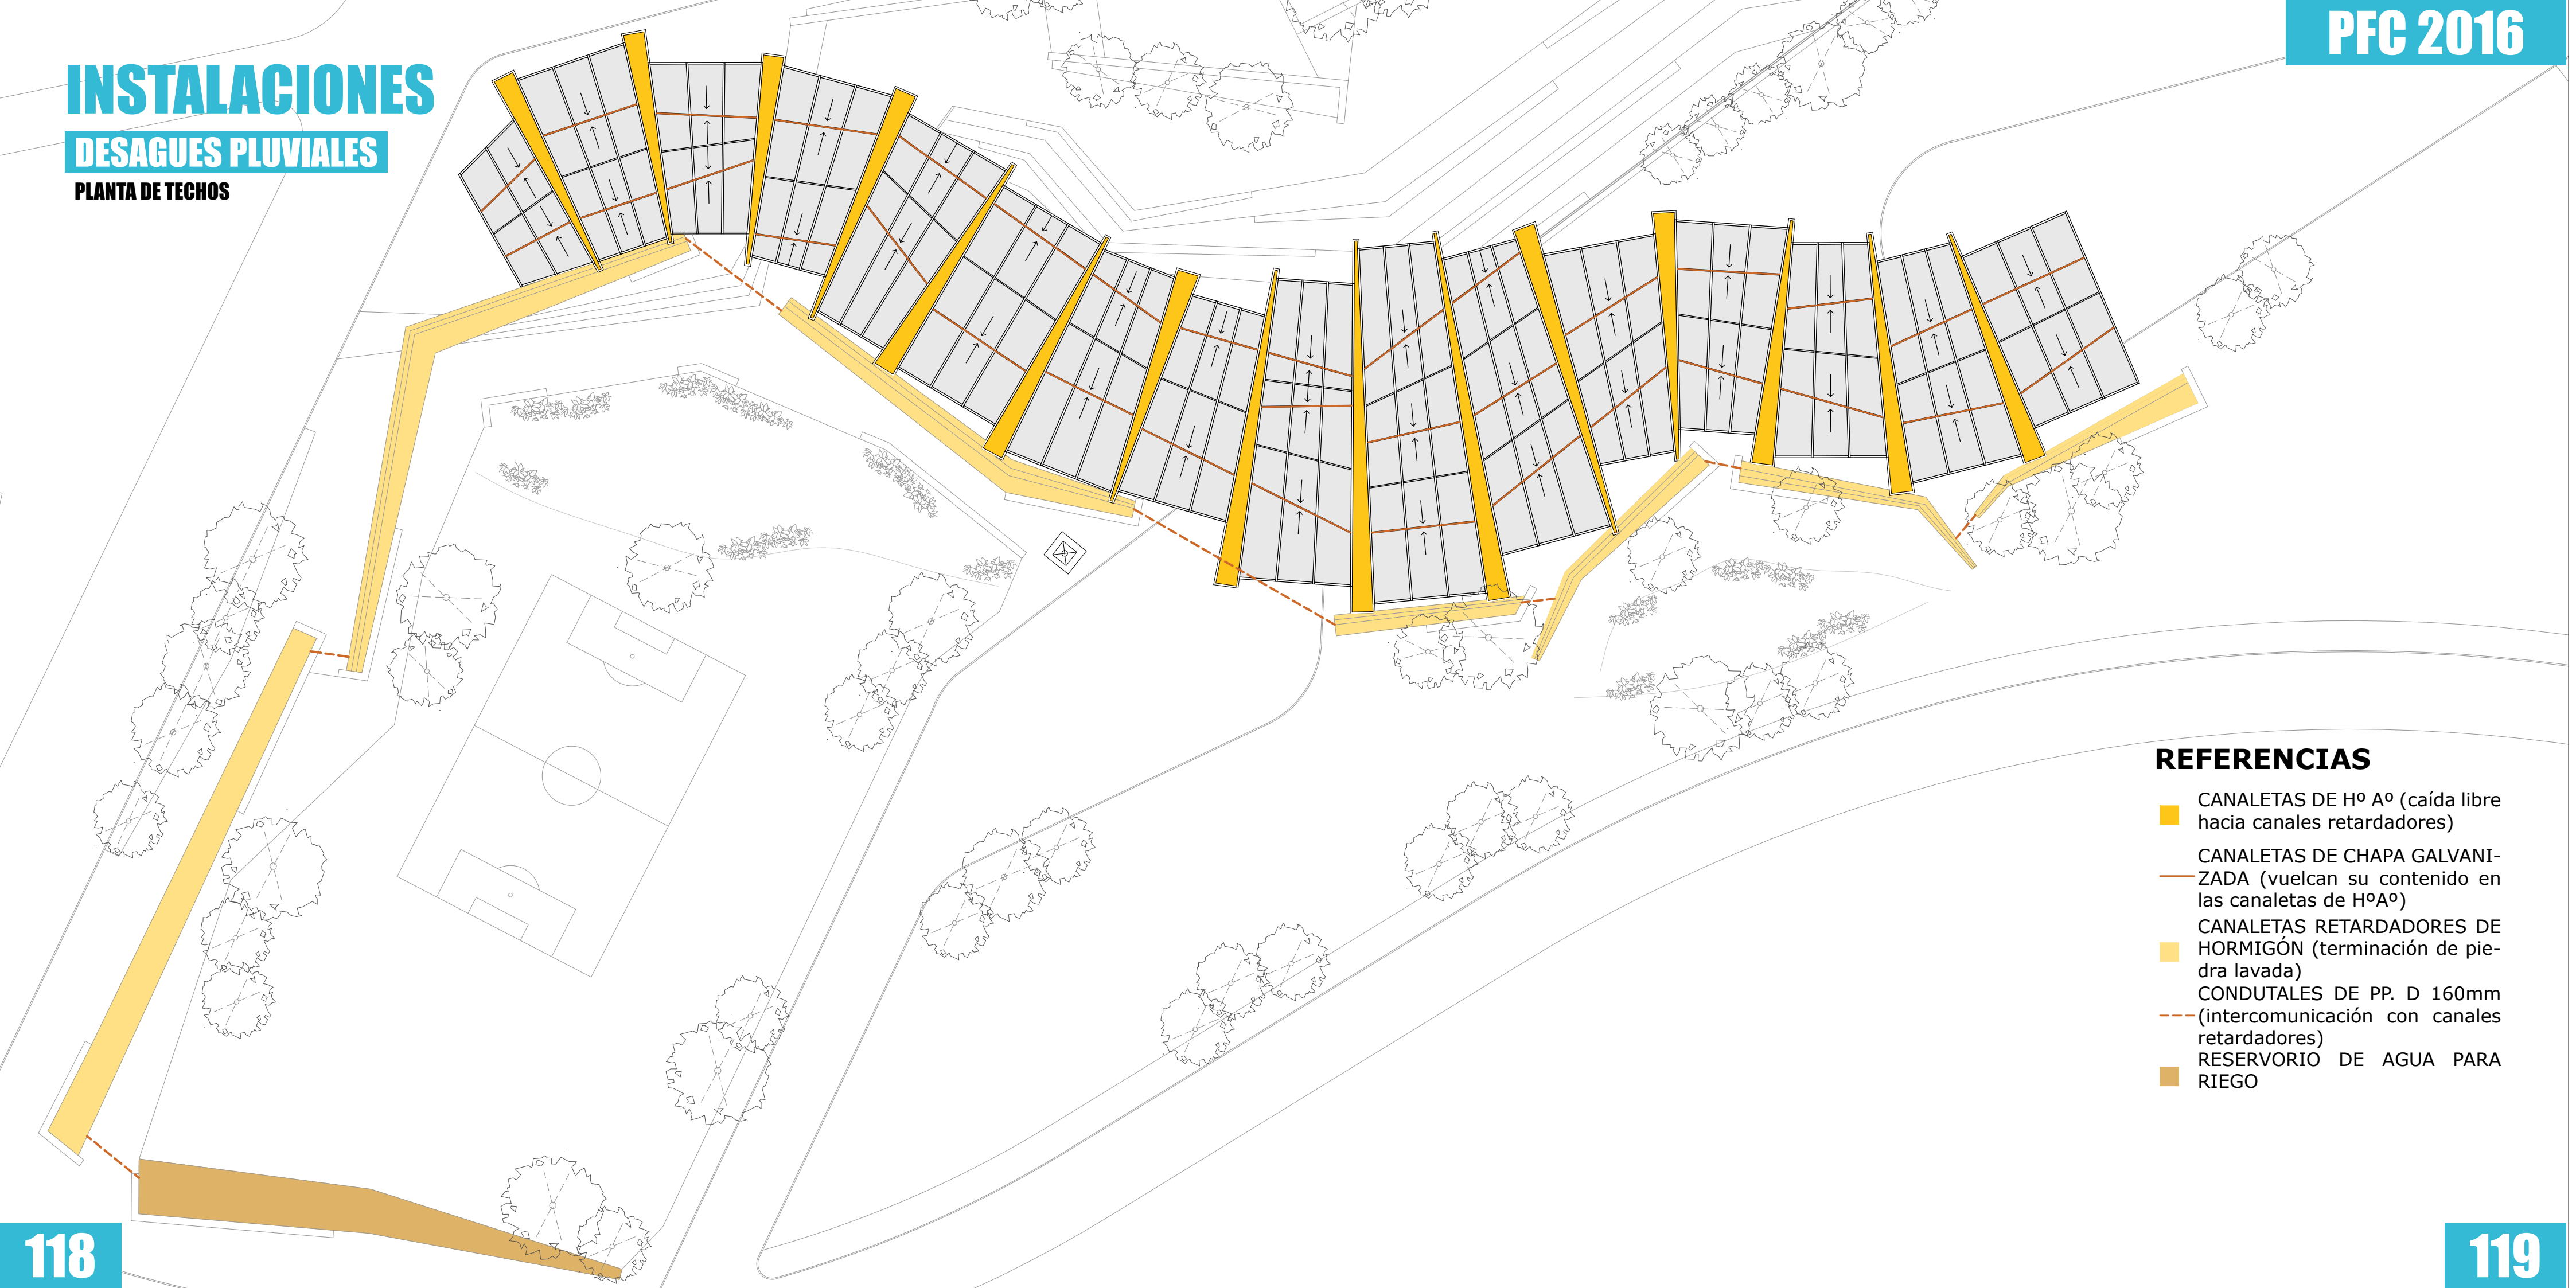 PFC 2016
INSTALACIONES
DESAGUES PLUVIALES
PLANTA DE TECHOS
REFERENCIAS
CANALETAS DE Hº Aº (caída libre
hacia canales retardadores)
CANALETAS DE CHAPA GALVANI-
ZADA (vuelcan su contenido en
las canaletas de HºAº)
CANALETAS RETARDADORES DE
HORMIGÓN (terminación de pie-
dra lavada)
CONDUTALES DE PP. D 160mm
(intercomunicación con canales
retardadores)
RESERVORIO DE AGUA PARA
RIEGO
118
119